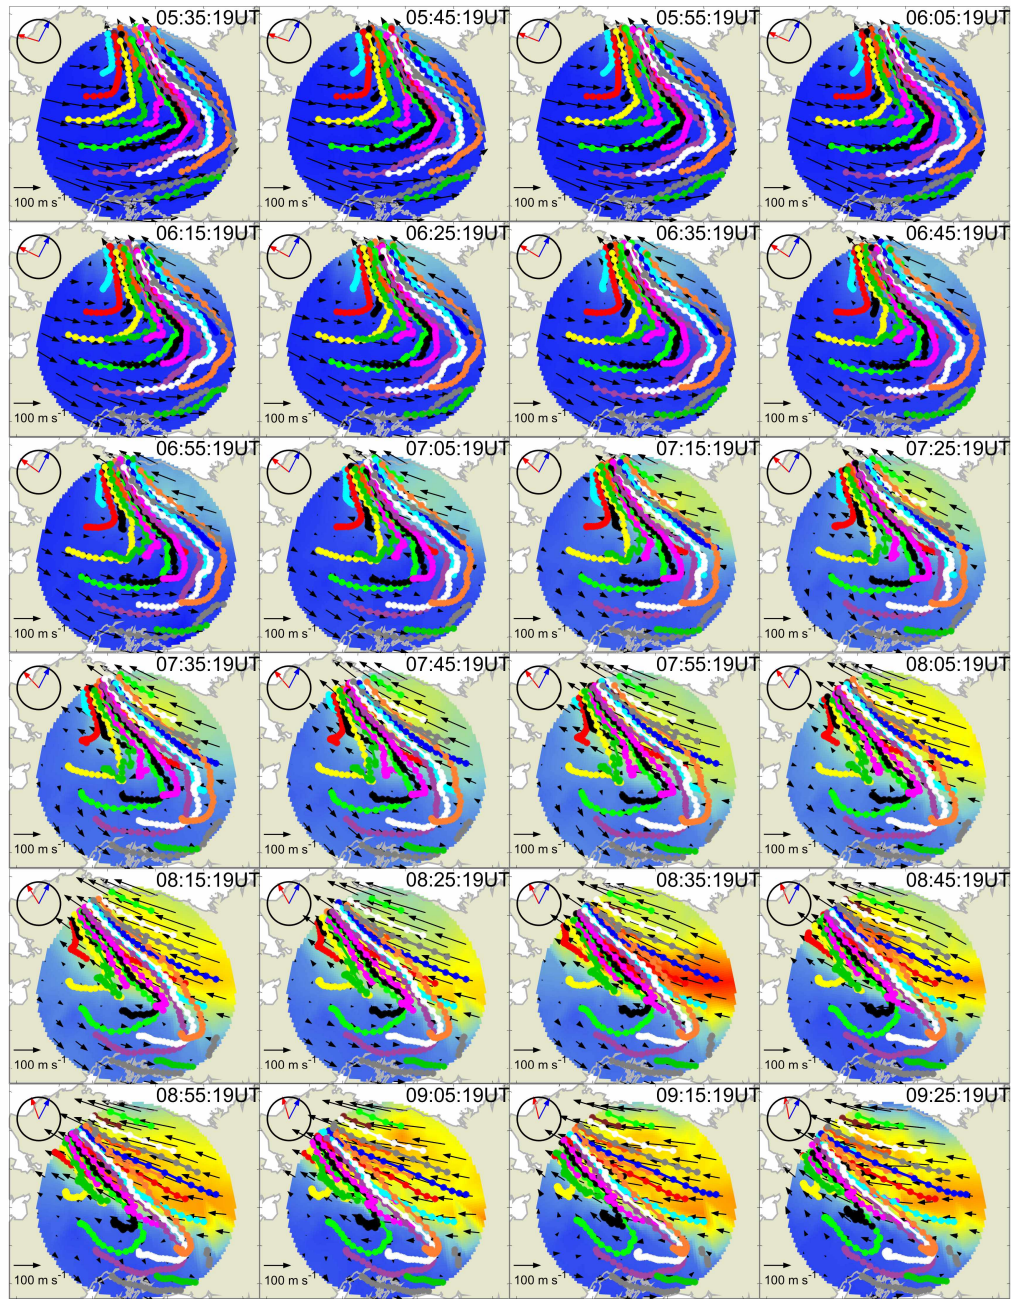 05:35:19UT
05:45:19UT
05:55:19UT
06:05:19UT
100 m s⁻¹
100 m s⁻¹
100 m s⁻¹
100 m s⁻¹
06:15:19UT
06:25:19UT
06:35:19UT
06:45:19UT
100 m s⁻¹
100 m s⁻¹
100 m s⁻¹
100 m s⁻¹
06:55:19UT
07:05:19UT
07:15:19UT
07:25:19UT
100 m s⁻¹
100 m s⁻¹
100 m s⁻¹
100 m s⁻¹
07:35:19UT
07:45:19UT
07:55:19UT
08:05:19UT
100 m s⁻¹
100 m s⁻¹
100 m s⁻¹
100 m s⁻¹
08:15:19UT
08:25:19UT
08:35:19UT
08:45:19UT
100 m s⁻¹
100 m s⁻¹
100 m s⁻¹
100 m s⁻¹
08:55:19UT
09:05:19UT
09:15:19UT
09:25:19UT
100 m s⁻¹
100 m s⁻¹
100 m s⁻¹
100 m s⁻¹